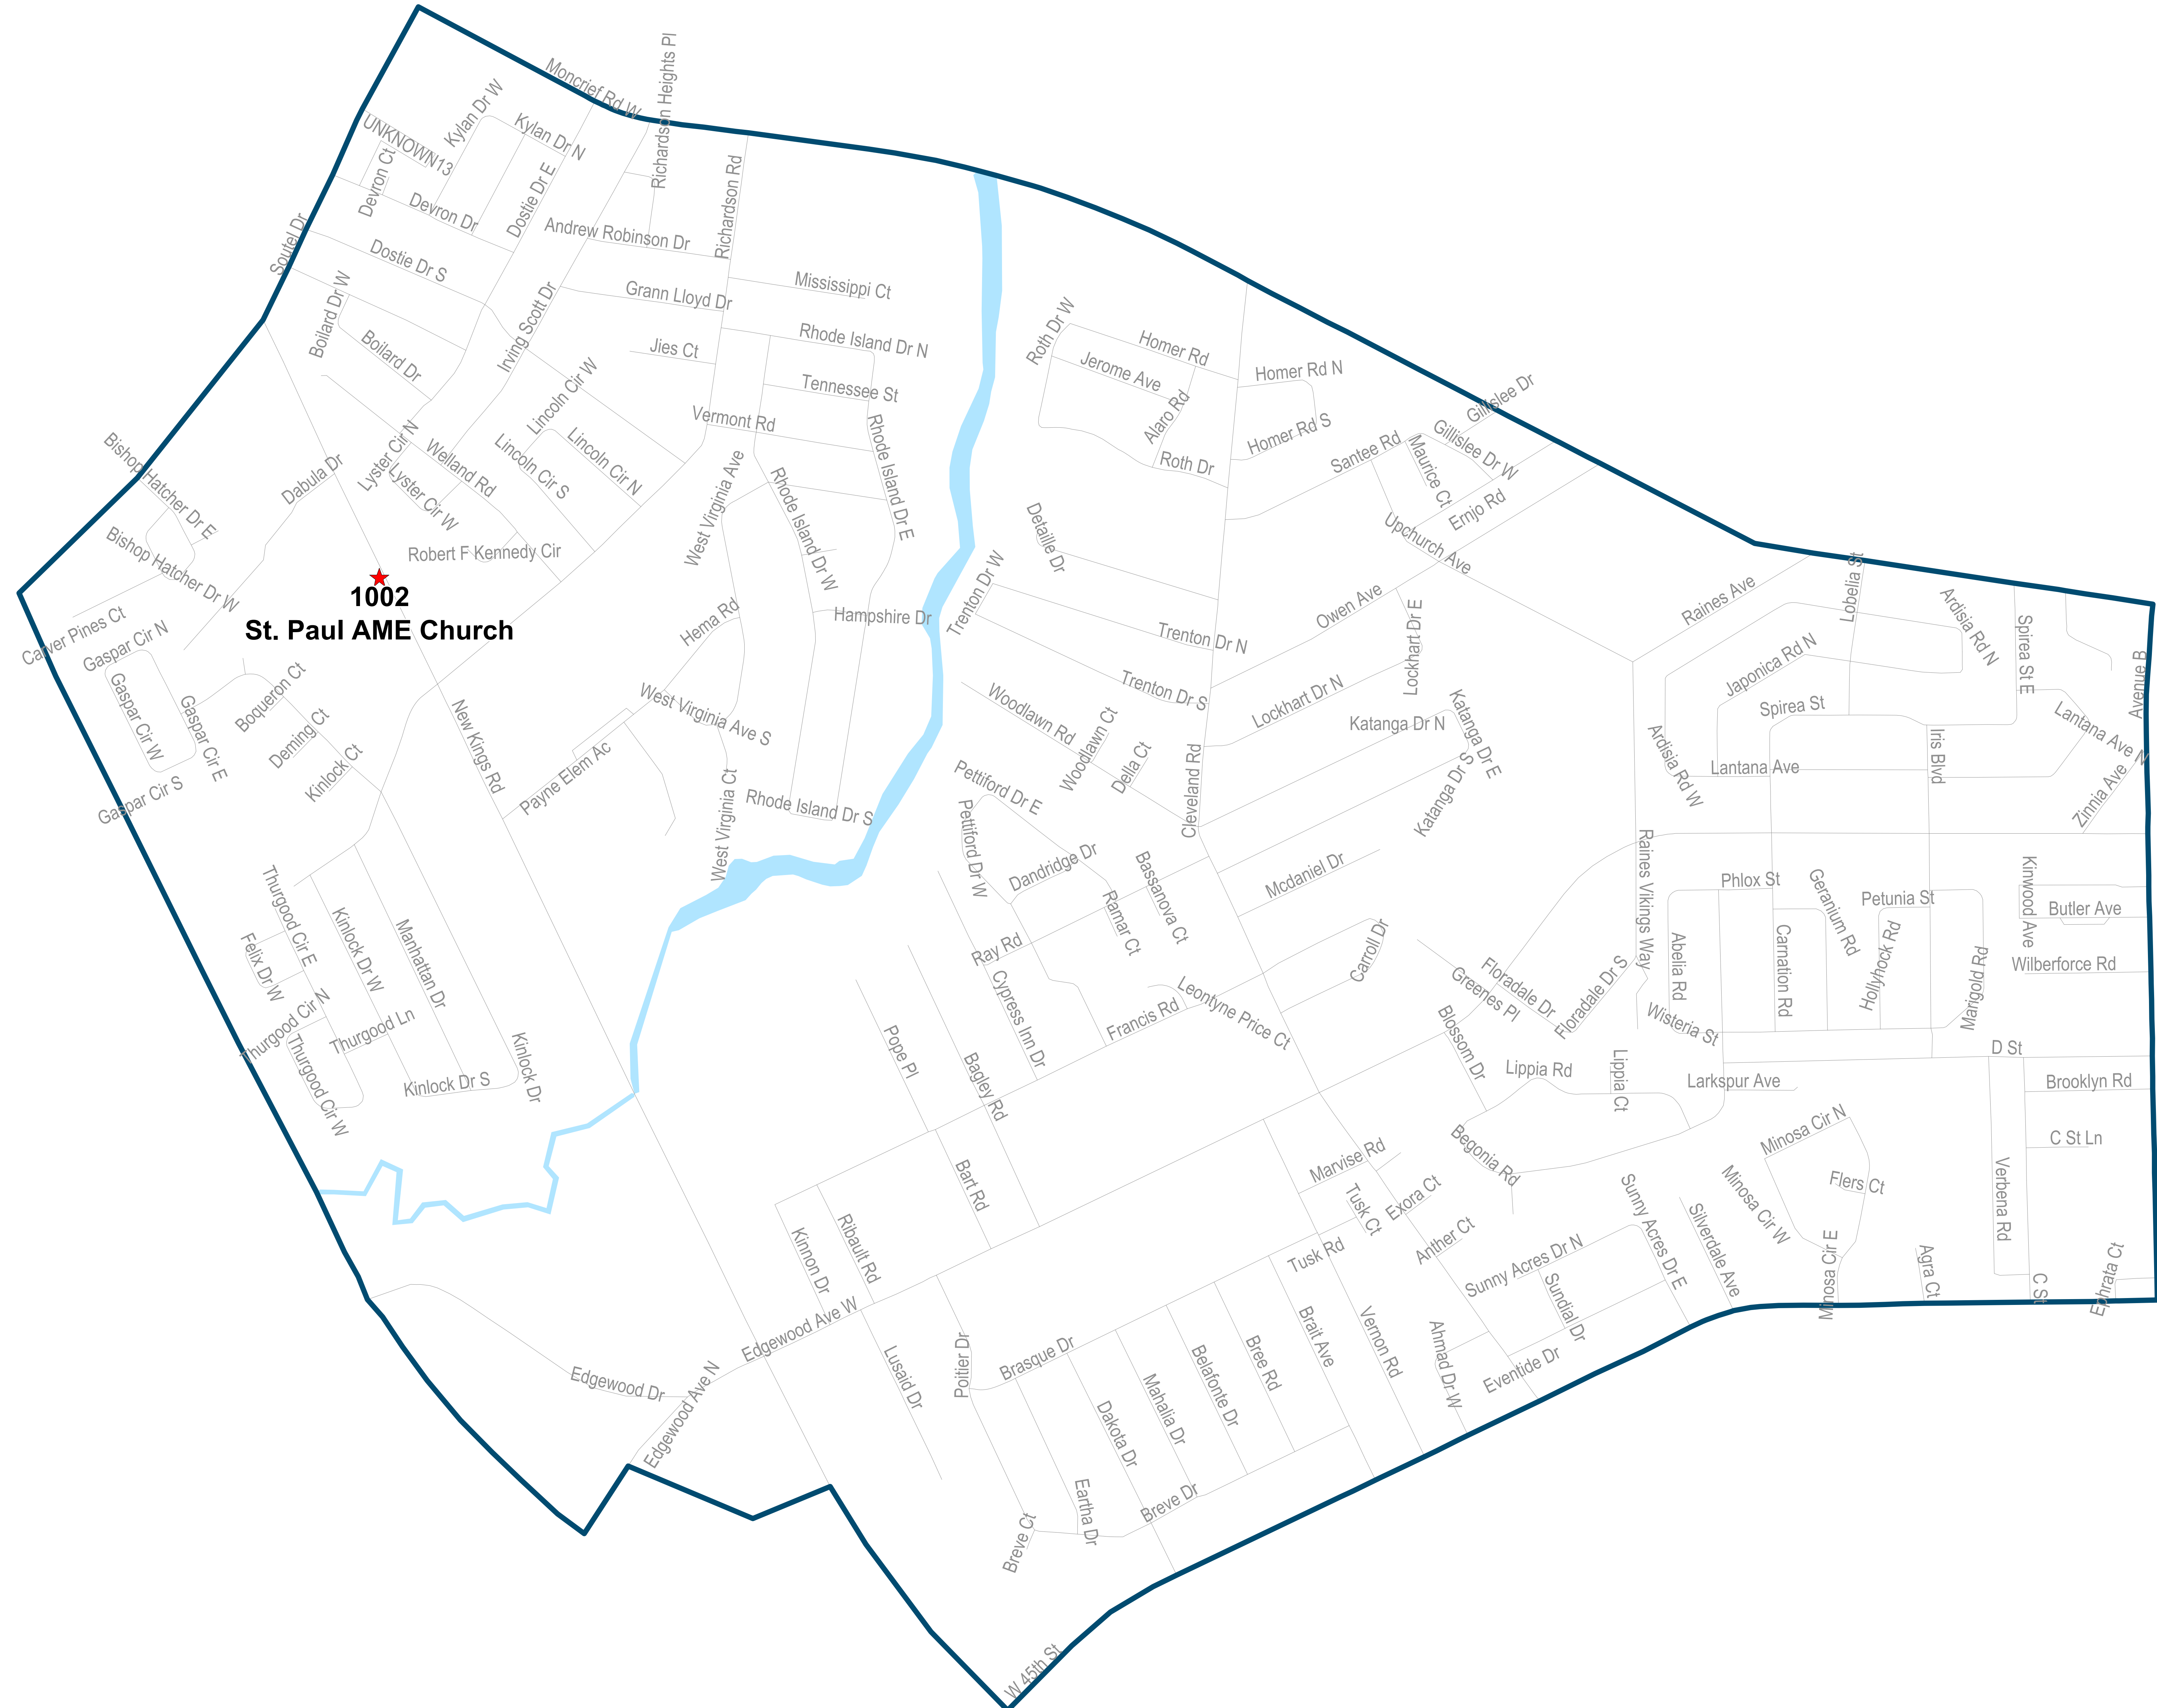 Moncrief Rd W
Richardson Heights Pl
Kylan Dr W
Kylan Dr N
UNKNOWN13
Devron Ct
Devron Dr
Dostie Dr E
Richardson Rd
Soutel Dr
Dostie Dr S
Andrew Robinson Dr
Mississippi Ct
Grann Lloyd Dr
Boilard Dr W
Boilard Dr
Irving Scott Dr
Jies Ct
Rhode Island Dr N
Tennessee St
Roth Dr W
Homer Rd
Jerome Ave
Alaro Rd
Roth Dr
Homer Rd N
Homer Rd S
Gillislee Dr
Gillislee Dr W
Santee Rd
Maurice Ct
Ernjo Rd
Upchurch Ave
Lincoln Cir W
Lincoln Cir S
Lincoln Cir N
Vermont Rd
Rhode Island Dr E
Rhode Island Dr W
West Virginia Ave
Lyster Cir N
Lyster Cir W
Welland Rd
Bishop Hatcher Dr E
Bishop Hatcher Dr W
Dabula Dr
Robert F Kennedy Cir
1002
St. Paul AME Church
Carver Pines Ct
Gaspar Cir N
Gaspar Cir W
Gaspar Cir E
Gaspar Cir S
Boqueron Ct
Deming Ct
Kinlock Ct
New Kings Rd
Hema Rd
Hampshire Dr
West Virginia Ave S
Payne Elem Ac
West Virginia Ct
Rhode Island Dr S
Detaille Dr
Trenton Dr W
Trenton Dr N
Trenton Dr S
Owen Ave
Lockhart Dr E
Lockhart Dr N
Woodlawn Rd
Woodlawn Ct
Della Ct
Cleveland Rd
Katanga Dr N
Katanga Dr E
Katanga Dr S
Raines Ave
Lobelia St
Ardisia Rd N
Spirea St E
Avenue B
Japonica Rd N
Spirea St
Ardisia Rd W
Lantana Ave
Iris Blvd
Lantana Ave N
Zinnia Ave
Pettiford Dr E
Pettiford Dr W
Dandridge Dr
Bassanova Ct
Ramar Ct
Ray Rd
Cypress Inn Dr
Mcdaniel Dr
Carroll Dr
Francis Rd
Leontyne Price Ct
Raines Vikings Way
Phlox St
Geranium Rd
Petunia St
Kinwood Ave
Butler Ave
Wilberforce Rd
Abelia Rd
Carnation Rd
Hollyhock Rd
Marigold Rd
Floradale Dr
Greenes Pl
Floradale Dr S
Wisteria St
D St
Thurgood Cir E
Felix Dr W
Kinlock Dr W
Manhattan Dr
Thurgood Cir N
Thurgood Ln
Thurgood Cir W
Kinlock Dr S
Kinlock Dr
Pope Pl
Bagley Rd
Blossom Dr
Lippia Rd
Lippia Ct
Larkspur Ave
Brooklyn Rd
C St Ln
Begonia Rd
Minosa Cir N
Minosa Cir W
Flers Ct
Minosa Cir E
Verbena Rd
Bart Rd
Marvise Rd
Tusk Ct
Exora Ct
Tusk Rd
Anther Ct
Sunny Acres Dr N
Sunny Acres Dr E
Silverdale Ave
Sundial Dr
Agra Ct
C St
Ephrata Ct
Kinnon Dr
Ribault Rd
Edgewood Ave W
Edgewood Dr
Edgewood Ave N
Lusaid Dr
Poitier Dr
Brasque Dr
Dakota Dr
Mahalia Dr
Belafonte Dr
Bree Rd
Brait Ave
Vernon Rd
Ahmad Dr W
Eventide Dr
Eartha Dr
Breve Dr
Breve Ct
W 45th St